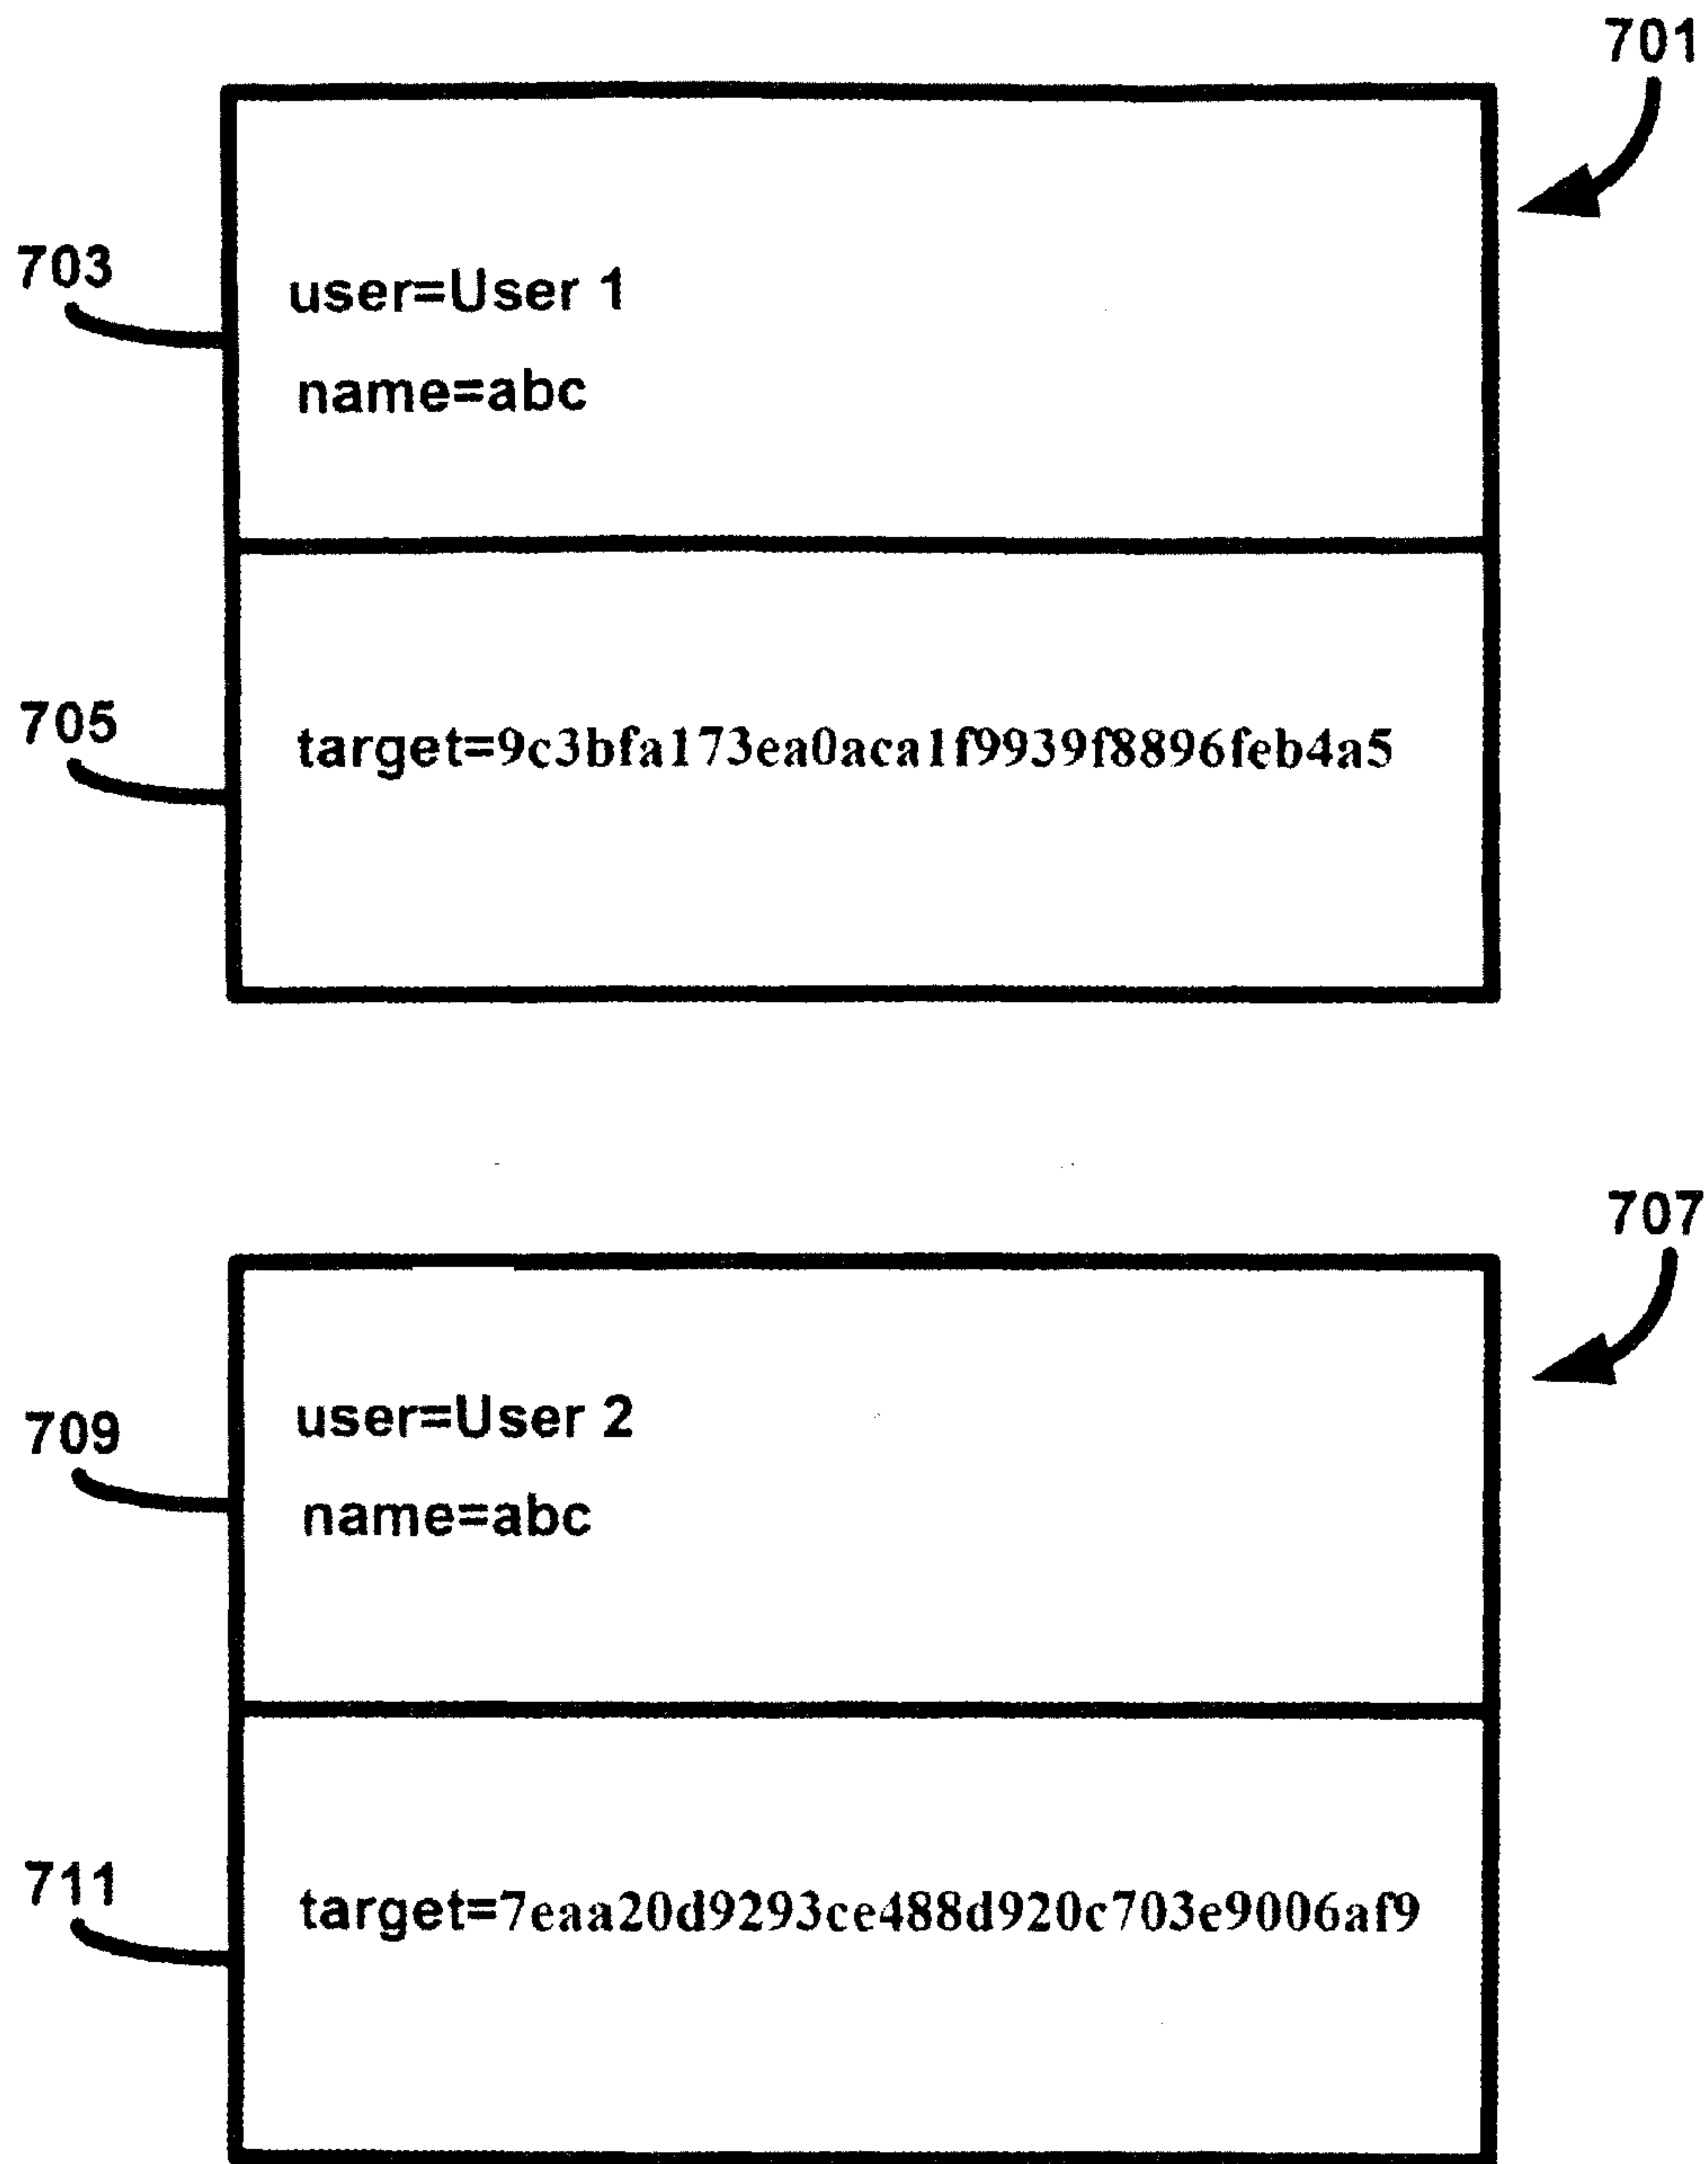 701
703
user=User 1
name=abc
705
target=9c3bfa173ea0aca1f9939f8896feb4a5
707
709
user=User 2
name=abc
711
target=7eaa20d9293ce488d920c703e9006af9